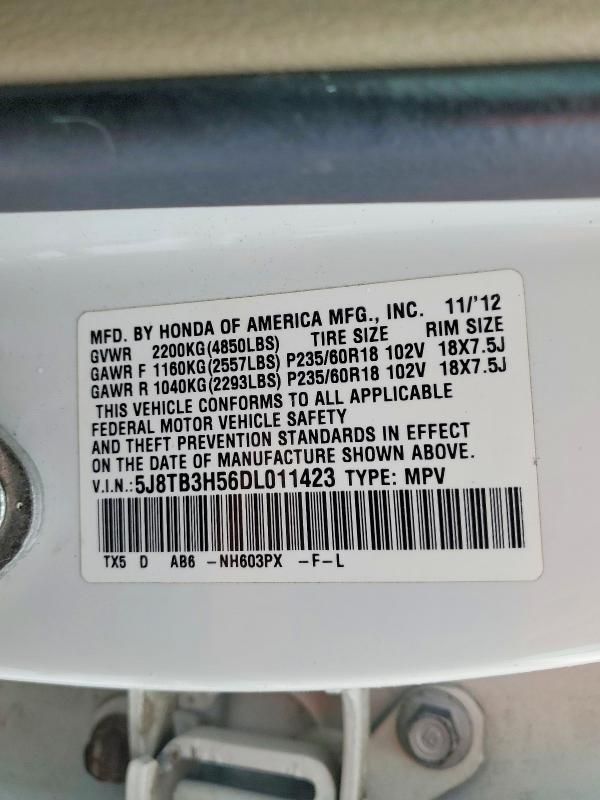 MFD. BY HONDA OF AMERICA MFG., INC. 11/'12
GVWR 2200KG(4850LBS) TIRE SIZE RIM SIZE
GAWR F 1160KG(2557LBS) P235/60R18 102V 18X7.5J
GAWR R 1040KG(2293LBS) P235/60R18 102V 18X7.5J
THIS VEHICLE CONFORMS TO ALL APPLICABLE
FEDERAL MOTOR VEHICLE SAFETY
AND THEFT PREVENTION STANDARDS IN EFFECT
ON THE DATE OF MANUFACTURE SHOWN ABOVE.
V.I.N.: 5J8TB3H56DL011423 TYPE: MPV
TX5 D AB6 -NH603PX -F-L